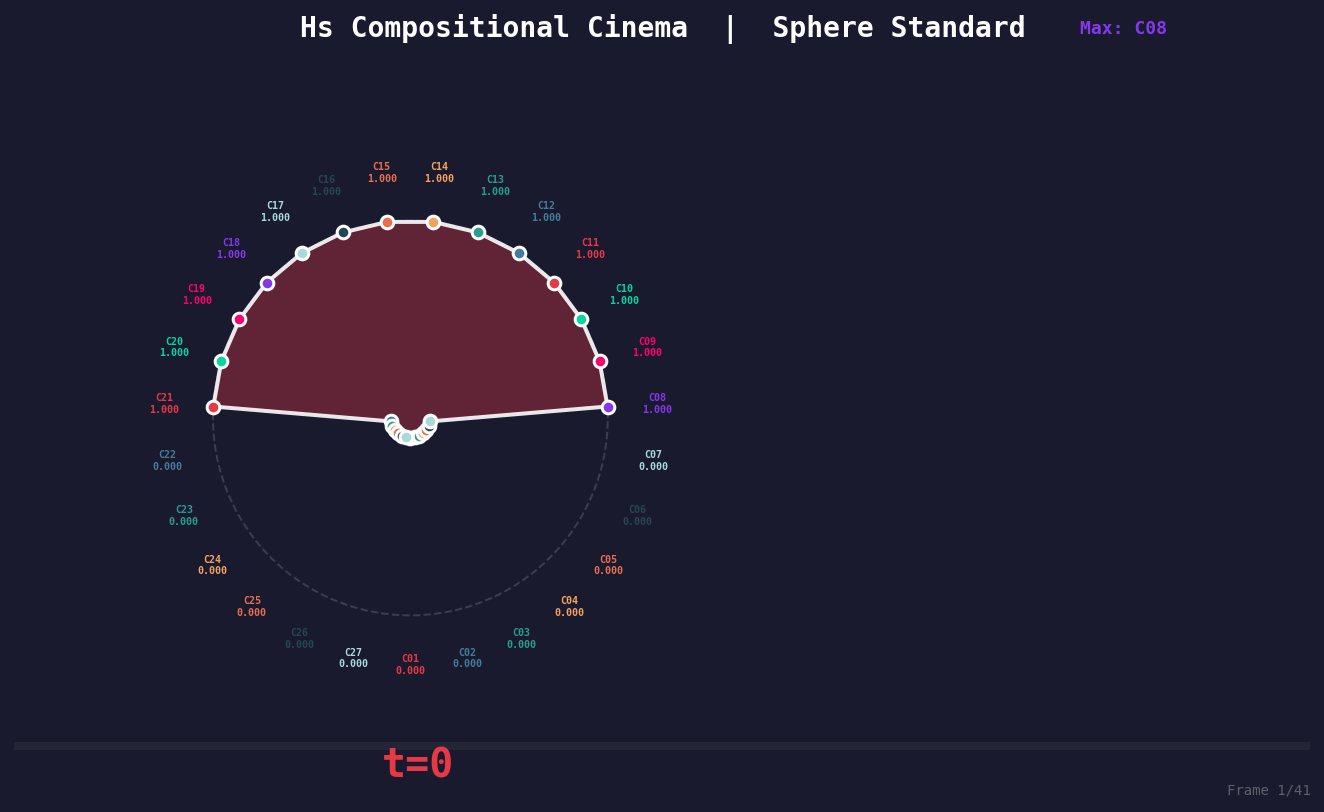 Hs Compositional Cinema | Sphere Standard
Max: C08
C15
1.000
C14
1.000
C16
1.000
C13
1.000
C17
1.000
C12
1.000
C18
1.000
C11
1.000
C19
1.000
C10
1.000
C20
1.000
C09
1.000
C21
1.000
C08
1.000
C22
0.000
C07
0.000
C23
0.000
C06
0.000
C24
0.000
C05
0.000
C25
0.000
C04
0.000
C26
0.000
C03
0.000
C27
0.000
C01
0.000
C02
0.000
t=0
Frame 1/41